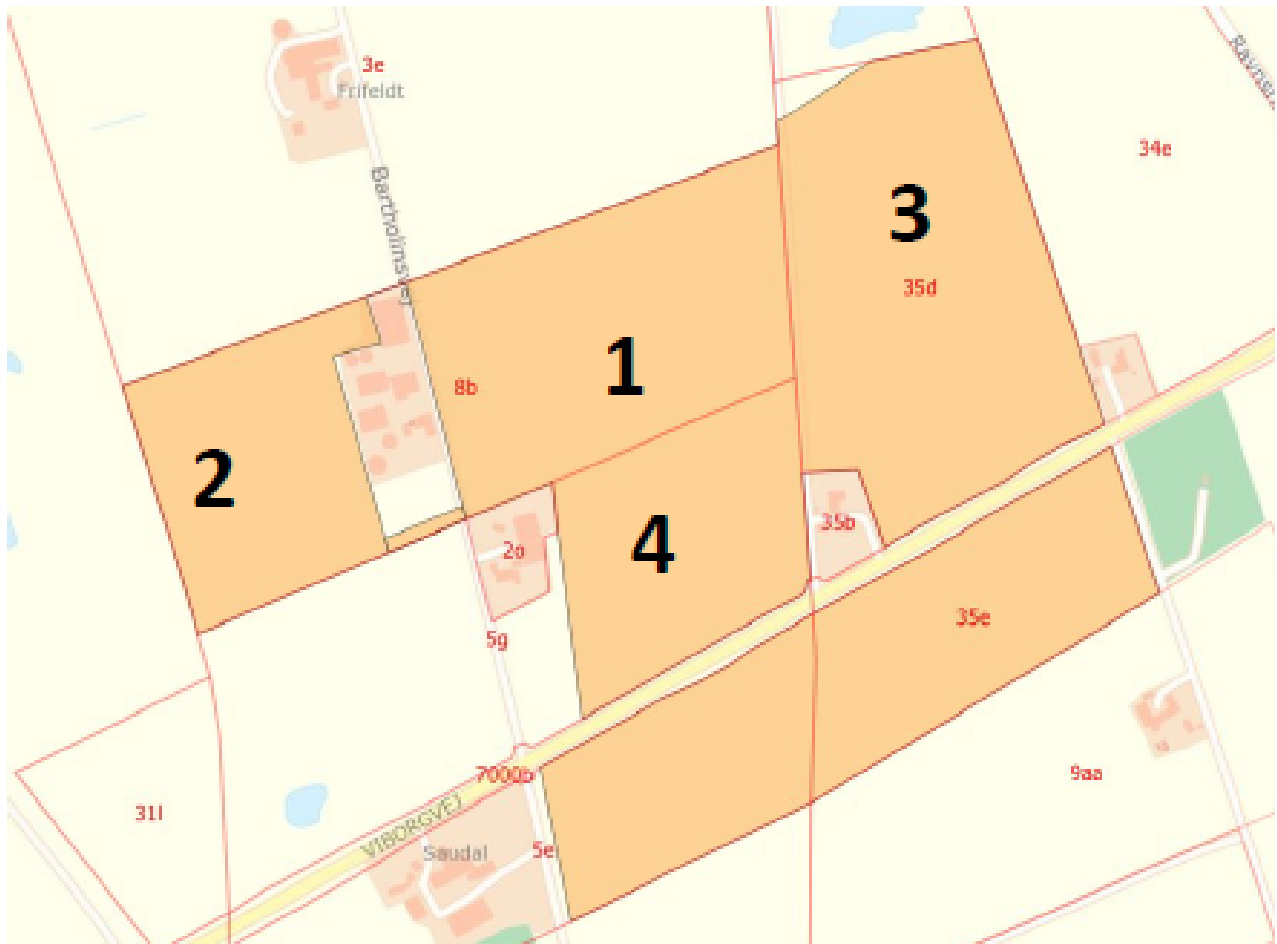 3e
Frifeldt
34e
Bartholinsvej
3
35d
1
8b
2
4
35b
2o
35e
5g
7000b
9aa
31l
VIBORGVEJ
Saudal
5e